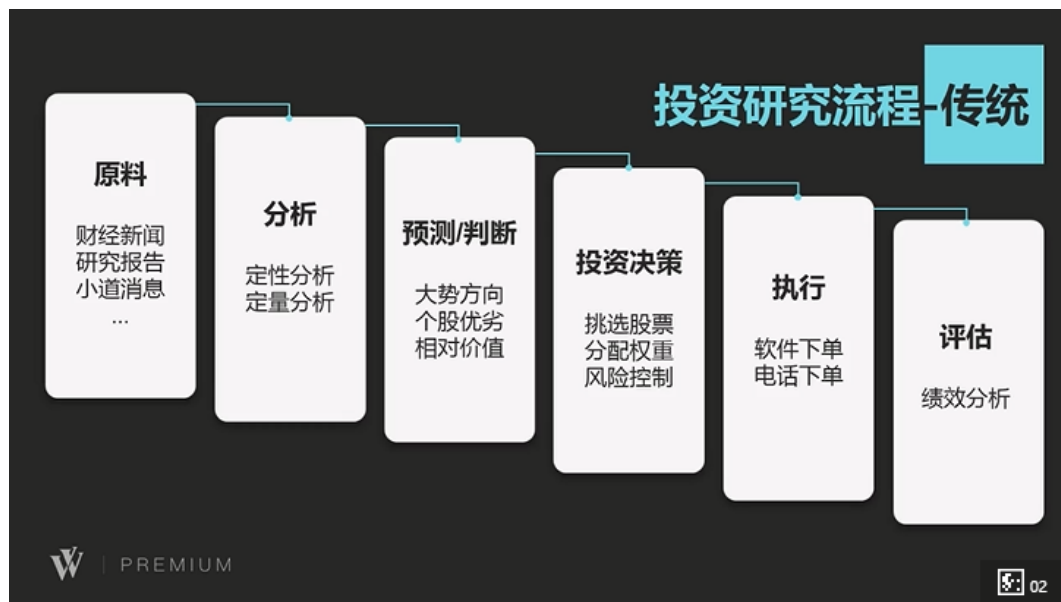 投资研究流程-传统
原料
财经新闻
研究报告
小道消息
...
分析
定性分析
定量分析
预测/判断
大势方向
个股优劣
相对价值
投资决策
挑选股票
分配权重
风险控制
执行
软件下单
电话下单
评估
绩效分析
W | PREMIUM
02